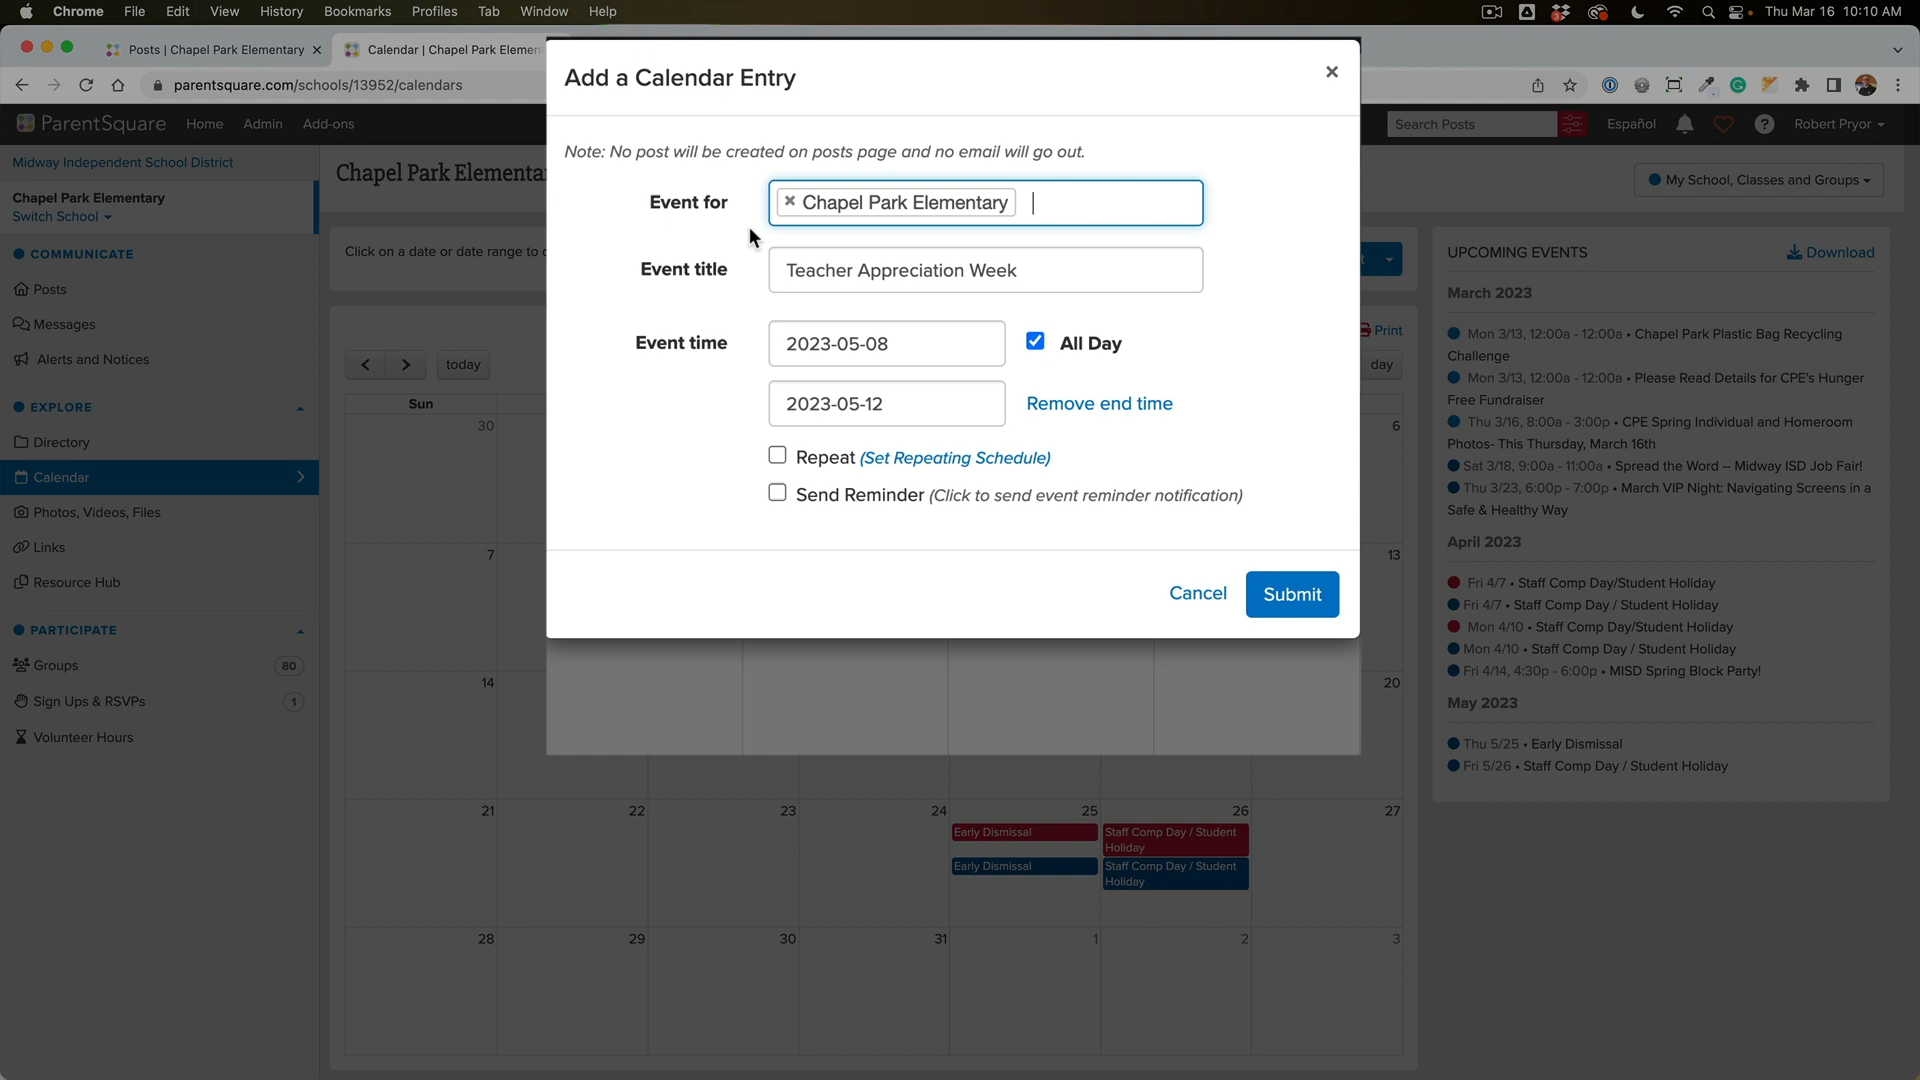 Chrome File Edit View History Bookmarks Profiles Tab Window Help
3
Thu Mar 16 10:10 AM
Posts | Chapel Park Elementary
Calendar | Chapel Park Elemen
parentsquare.com/schools/13952/calendars
ParentSquare Home Admin Add-ons
Search Posts
Español
Robert Pryor
Midway Independent School District
Chapel Park Elementary
Switch School
COMMUNICATE
Posts
Messages
Alerts and Notices
EXPLORE
Directory
Calendar
Photos, Videos, Files
Links
Resource Hub
PARTICIPATE
Groups 80
Sign Ups & RSVPs 1
Volunteer Hours
Chapel Park Elementa
My School, Classes and Groups
Click on a date or date range to c
t
Print
today
day
Sun
Add a Calendar Entry
Note: No post will be created on posts page and no email will go out.
Event for Chapel Park Elementary
Event title Teacher Appreciation Week
Event time 2023-05-08 All Day
2023-05-12 Remove end time
Repeat (Set Repeating Schedule)
Send Reminder (Click to send event reminder notification)
Cancel Submit
30 6
7 13
14 20
21 22 23 24 25 26 27
Early Dismissal
Early Dismissal
Staff Comp Day / Student
Holiday
Staff Comp Day / Student
Holiday
28 29 30 31 1 2 3
UPCOMING EVENTS Download
March 2023
Mon 3/13, 12:00a - 12:00a • Chapel Park Plastic Bag Recycling
Challenge
Mon 3/13, 12:00a - 12:00a • Please Read Details for CPE's Hunger
Free Fundraiser
Thu 3/16, 8:00a - 3:00p • CPE Spring Individual and Homeroom
Photos- This Thursday, March 16th
Sat 3/18, 9:00a - 11:00a • Spread the Word -- Midway ISD Job Fair!
Thu 3/23, 6:00p - 7:00p • March VIP Night: Navigating Screens in a
Safe & Healthy Way
April 2023
Fri 4/7 • Staff Comp Day/Student Holiday
Fri 4/7 • Staff Comp Day / Student Holiday
Mon 4/10 • Staff Comp Day/Student Holiday
Mon 4/10 • Staff Comp Day / Student Holiday
Fri 4/14, 4:30p - 6:00p • MISD Spring Block Party!
May 2023
Thu 5/25 • Early Dismissal
Fri 5/26 • Staff Comp Day / Student Holiday